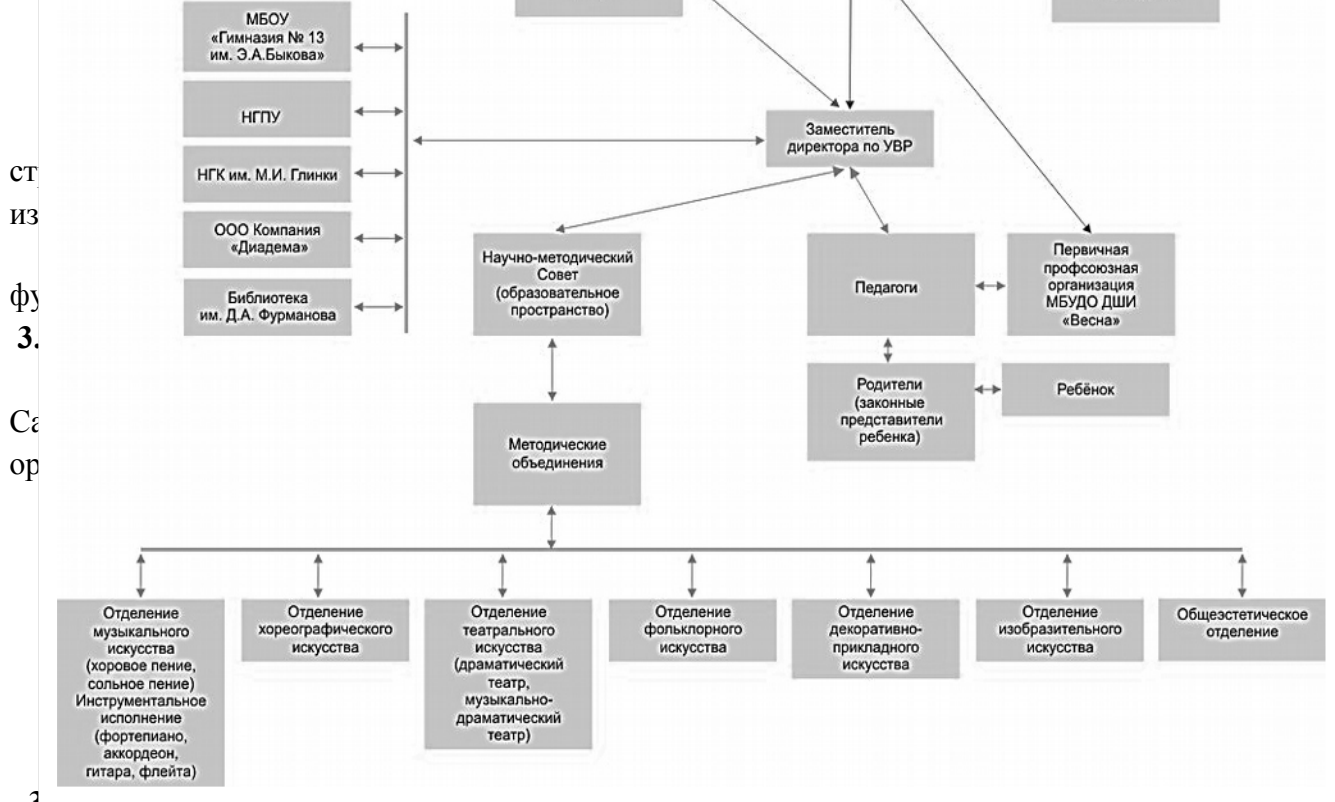 МБОУ
«Гимназия № 13
им. Э.А.Быкова»
НГПУ
НГК им. М.И. Глинки
ООО Компания
«Диадема»
Библиотека
им. Д.А. Фурманова
Заместитель
директора по УВР
Научно-методический
Совет
(образовательное
пространство)
Педагоги
Первичная
профсоюзная
организация
МБУДО ДШИ
«Весна»
Родители
(законные
представители
ребенка)
Ребёнок
Методические
объединения
Отделение
музыкального
искусства
(хоровое пение,
сольное пение)
Инструментальное
исполнение
(фортепиано,
аккордеон,
гитара, флейта)
Отделение
хореографического
искусства
Отделение
театрального
искусства
(драматический
театр,
музыкально-
драматический
театр)
Отделение
фольклорного
искусства
Отделение
декоративно-
прикладного
искусства
Отделение
изобразительного
искусства
Общеэстетическое
отделение
из
3.